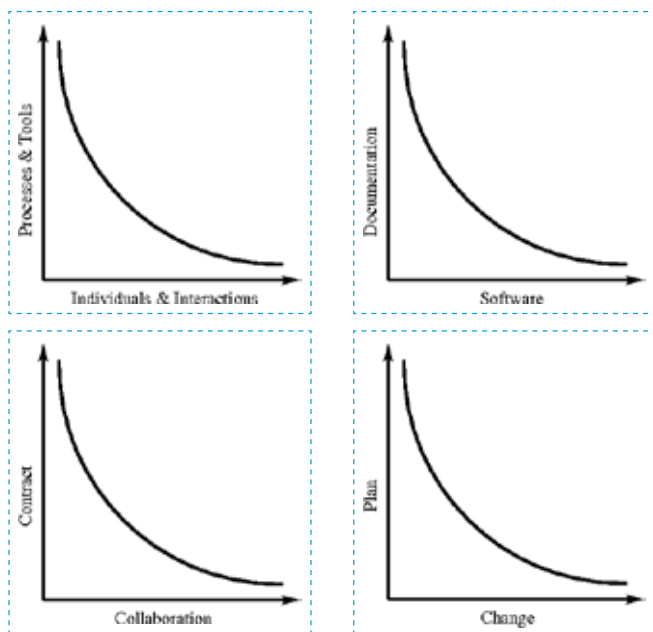 Processes & Tools
Individuals & Interactions
Documentation
Software
Contract
Collaboration
Plan
Change